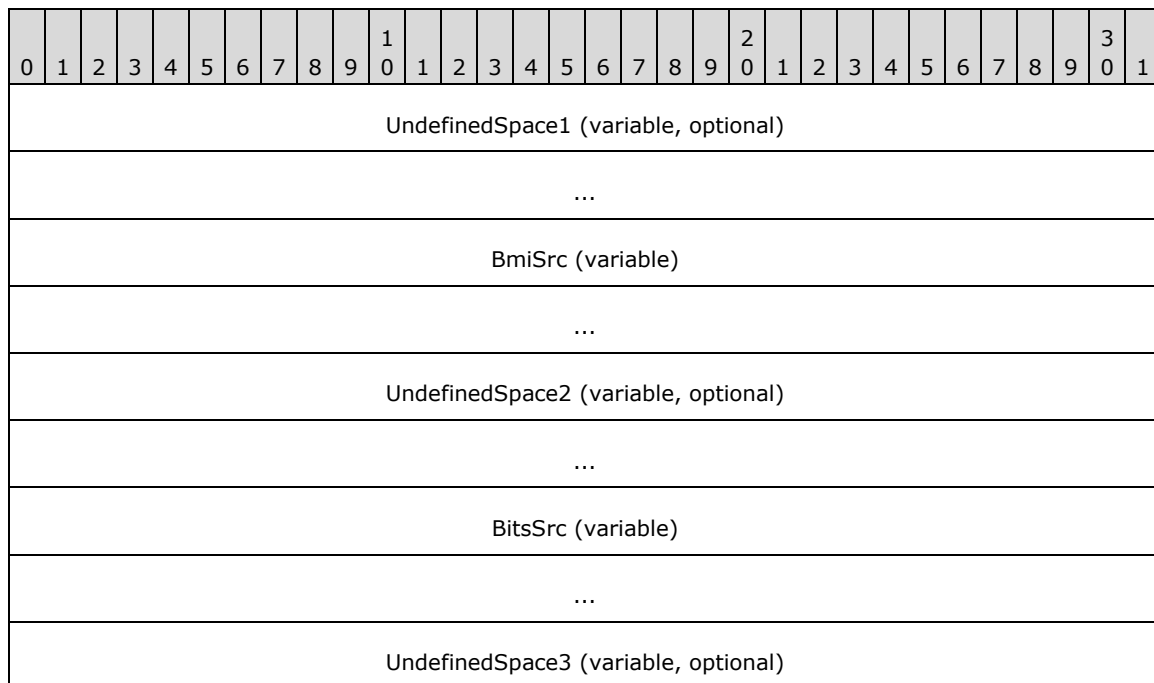 1 2 3
0 1 2 3 4 5 6 7 8 9 0 1 2 3 4 5 6 7 8 9 0 1 2 3 4 5 6 7 8 9 0 1
UndefinedSpace1 (variable, optional)
...
BmiSrc (variable)
...
UndefinedSpace2 (variable, optional)
...
BitsSrc (variable)
...
UndefinedSpace3 (variable, optional)